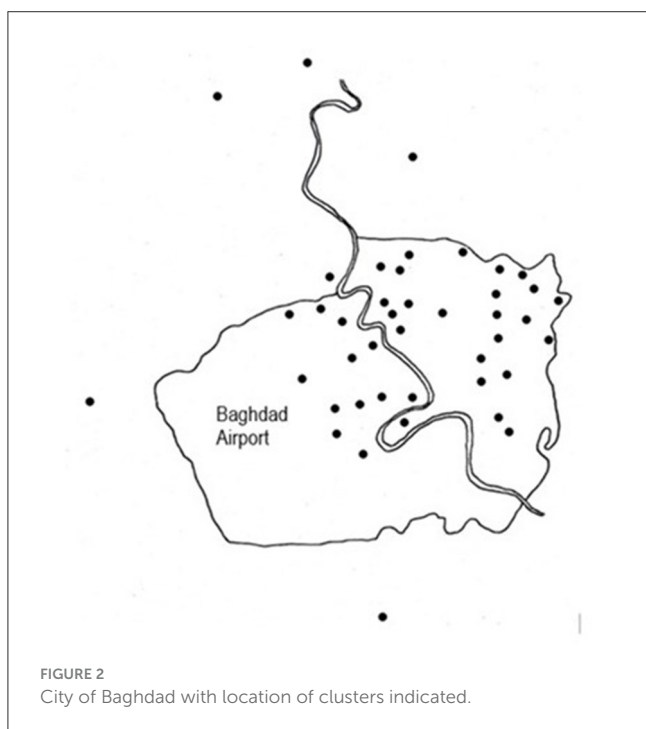 Baghdad
Airport
FIGURE 2
City of Baghdad with location of clusters indicated.